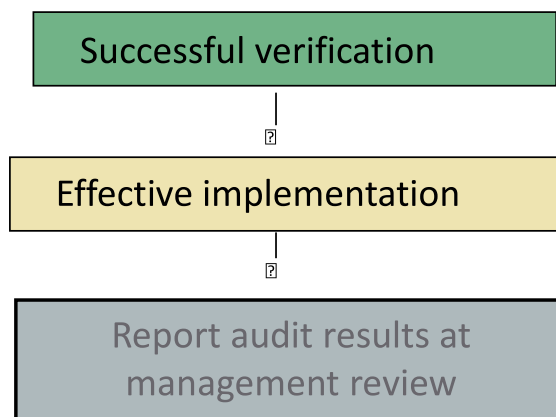 Successful verification
Effective implementation
Report audit results at
management review